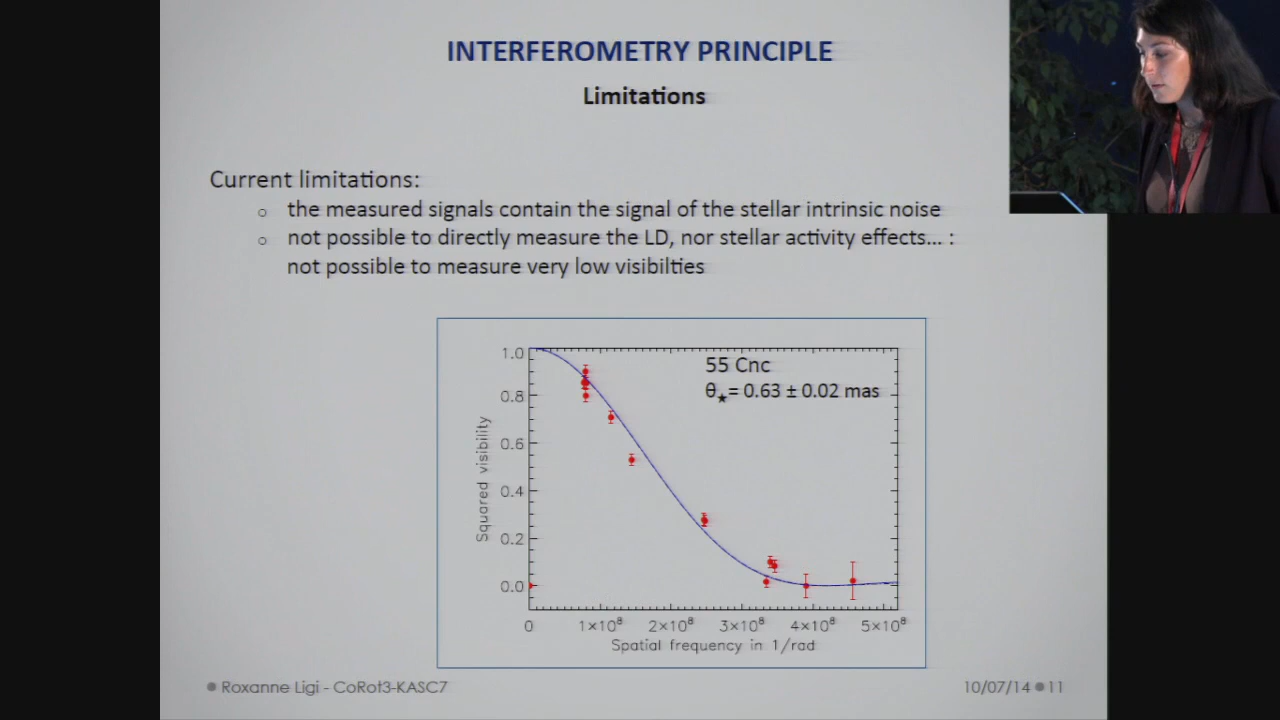 INTERFEROMETRY PRINCIPLE
Limitations
Current limitations:
○ the measured signals contain the signal of the stellar intrinsic noise
○ not possible to directly measure the LD, nor stellar activity effects... :
not possible to measure very low visibilties
55 Cnc
θ★= 0.63 ± 0.02 mas
1.0
0.8
0.6
0.4
0.2
0.0
Squared visibility
0 1×10⁸ 2×10⁸ 3×10⁸ 4×10⁸ 5×10⁸
Spatial frequency in 1/rad
Roxanne Ligi - CoRot3-KASC7
10/07/14 ● 11